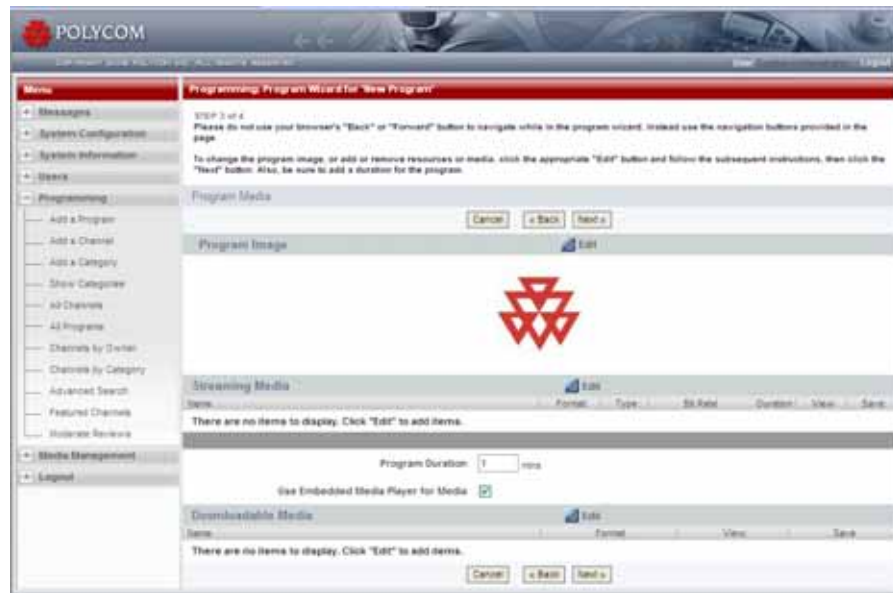 POLYCOM
User
Logout
Menu
Programming: Program Wizard for 'New Program'
Messages
System Configuration
System Information
Users
Programming
Add a Program
Add a Channel
Add a Category
Show Categories
All Channels
All Programs
Channels by Owner
Channels by Category
Advanced Search
Featured Channels
Moderate Reviews
Media Management
Logout
STEP 3 of 4
Please do not use your browser's "Back" or "Forward" button to navigate while in the program wizard. Instead use the navigation buttons provided in the
page.
To change the program image, or add or remove resources or media, click the appropriate "Edit" button and follow the subsequent instructions, then click the
"Next" button. Also, be sure to add a duration for the program.
Program Media
Cancel « Back Next »
Program Image Edit
Streaming Media Edit
Name Format Type Bit Rate Duration View Save
There are no items to display. Click "Edit" to add items.
Program Duration 1 mins
Use Embedded Media Player for Media
Downloadable Media Edit
Name Format View Save
There are no items to display. Click "Edit" to add items.
Cancel « Back Next »